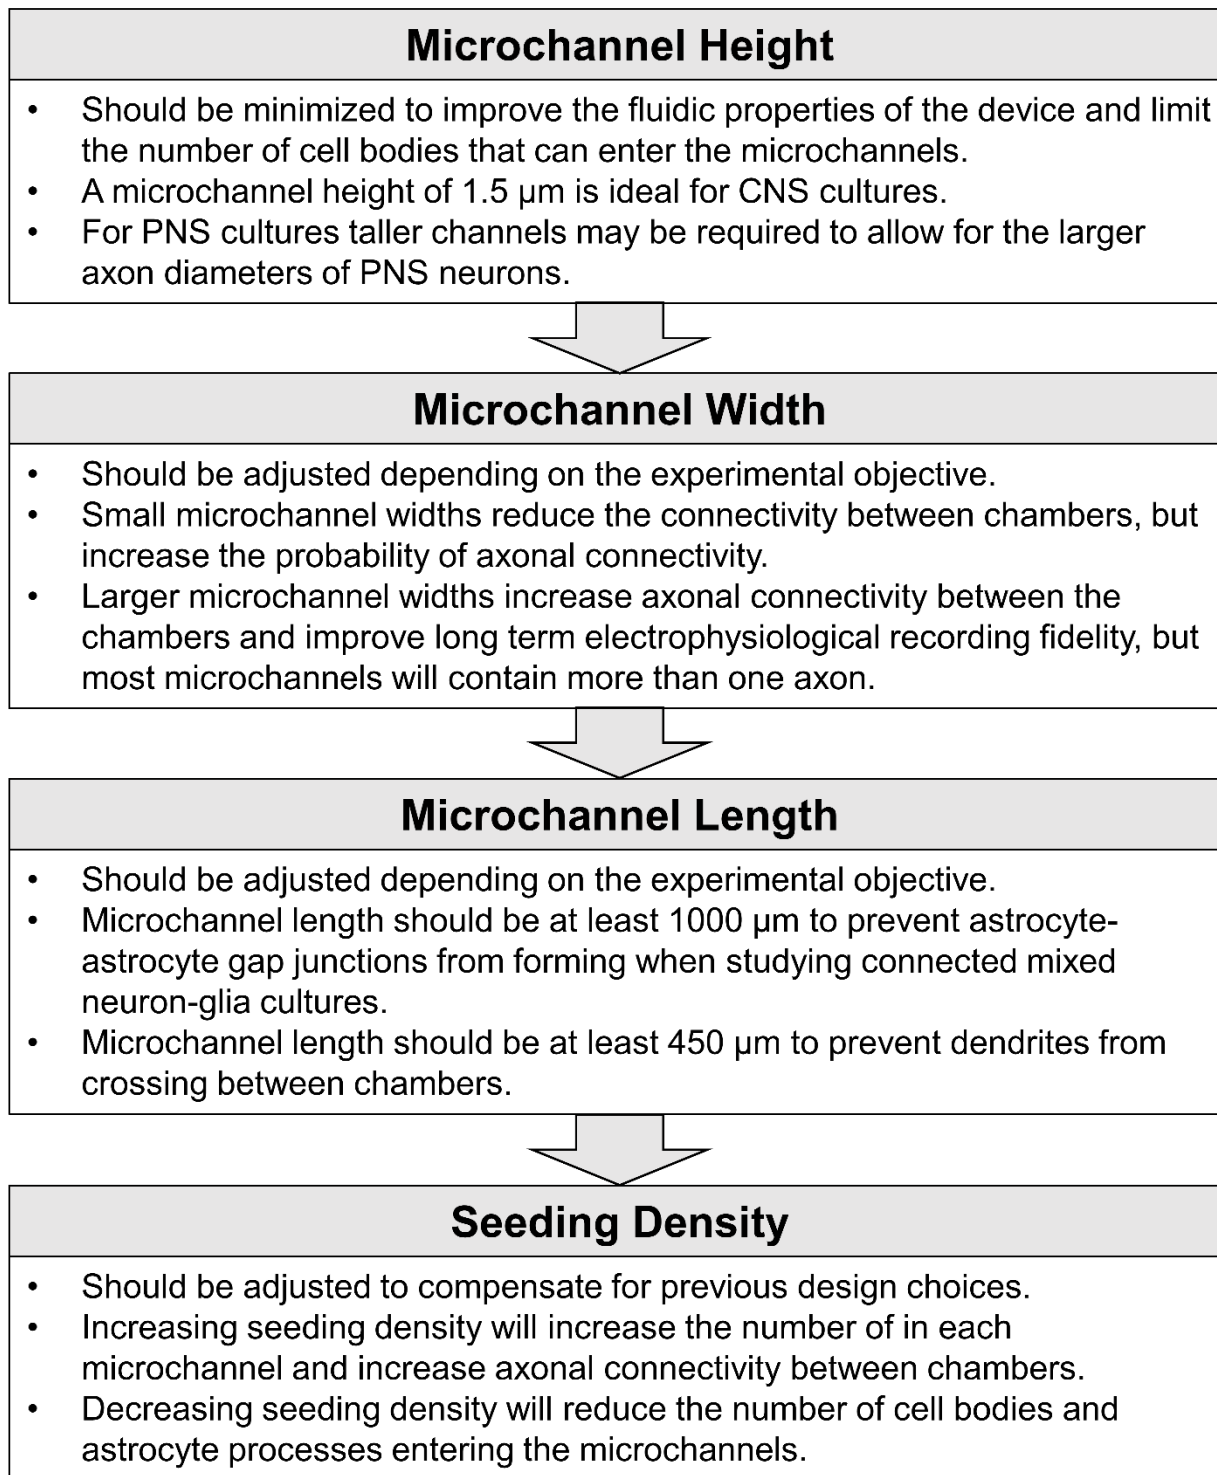 Microchannel Height
• Should be minimized to improve the fluidic properties of the device and limit
the number of cell bodies that can enter the microchannels.
• A microchannel height of 1.5 μm is ideal for CNS cultures.
• For PNS cultures taller channels may be required to allow for the larger
axon diameters of PNS neurons.
Microchannel Width
• Should be adjusted depending on the experimental objective.
• Small microchannel widths reduce the connectivity between chambers, but
increase the probability of axonal connectivity.
• Larger microchannel widths increase axonal connectivity between the
chambers and improve long term electrophysiological recording fidelity, but
most microchannels will contain more than one axon.
Microchannel Length
• Should be adjusted depending on the experimental objective.
• Microchannel length should be at least 1000 μm to prevent astrocyte-
astrocyte gap junctions from forming when studying connected mixed
neuron-glia cultures.
• Microchannel length should be at least 450 μm to prevent dendrites from
crossing between chambers.
Seeding Density
• Should be adjusted to compensate for previous design choices.
• Increasing seeding density will increase the number of in each
microchannel and increase axonal connectivity between chambers.
• Decreasing seeding density will reduce the number of cell bodies and
astrocyte processes entering the microchannels.